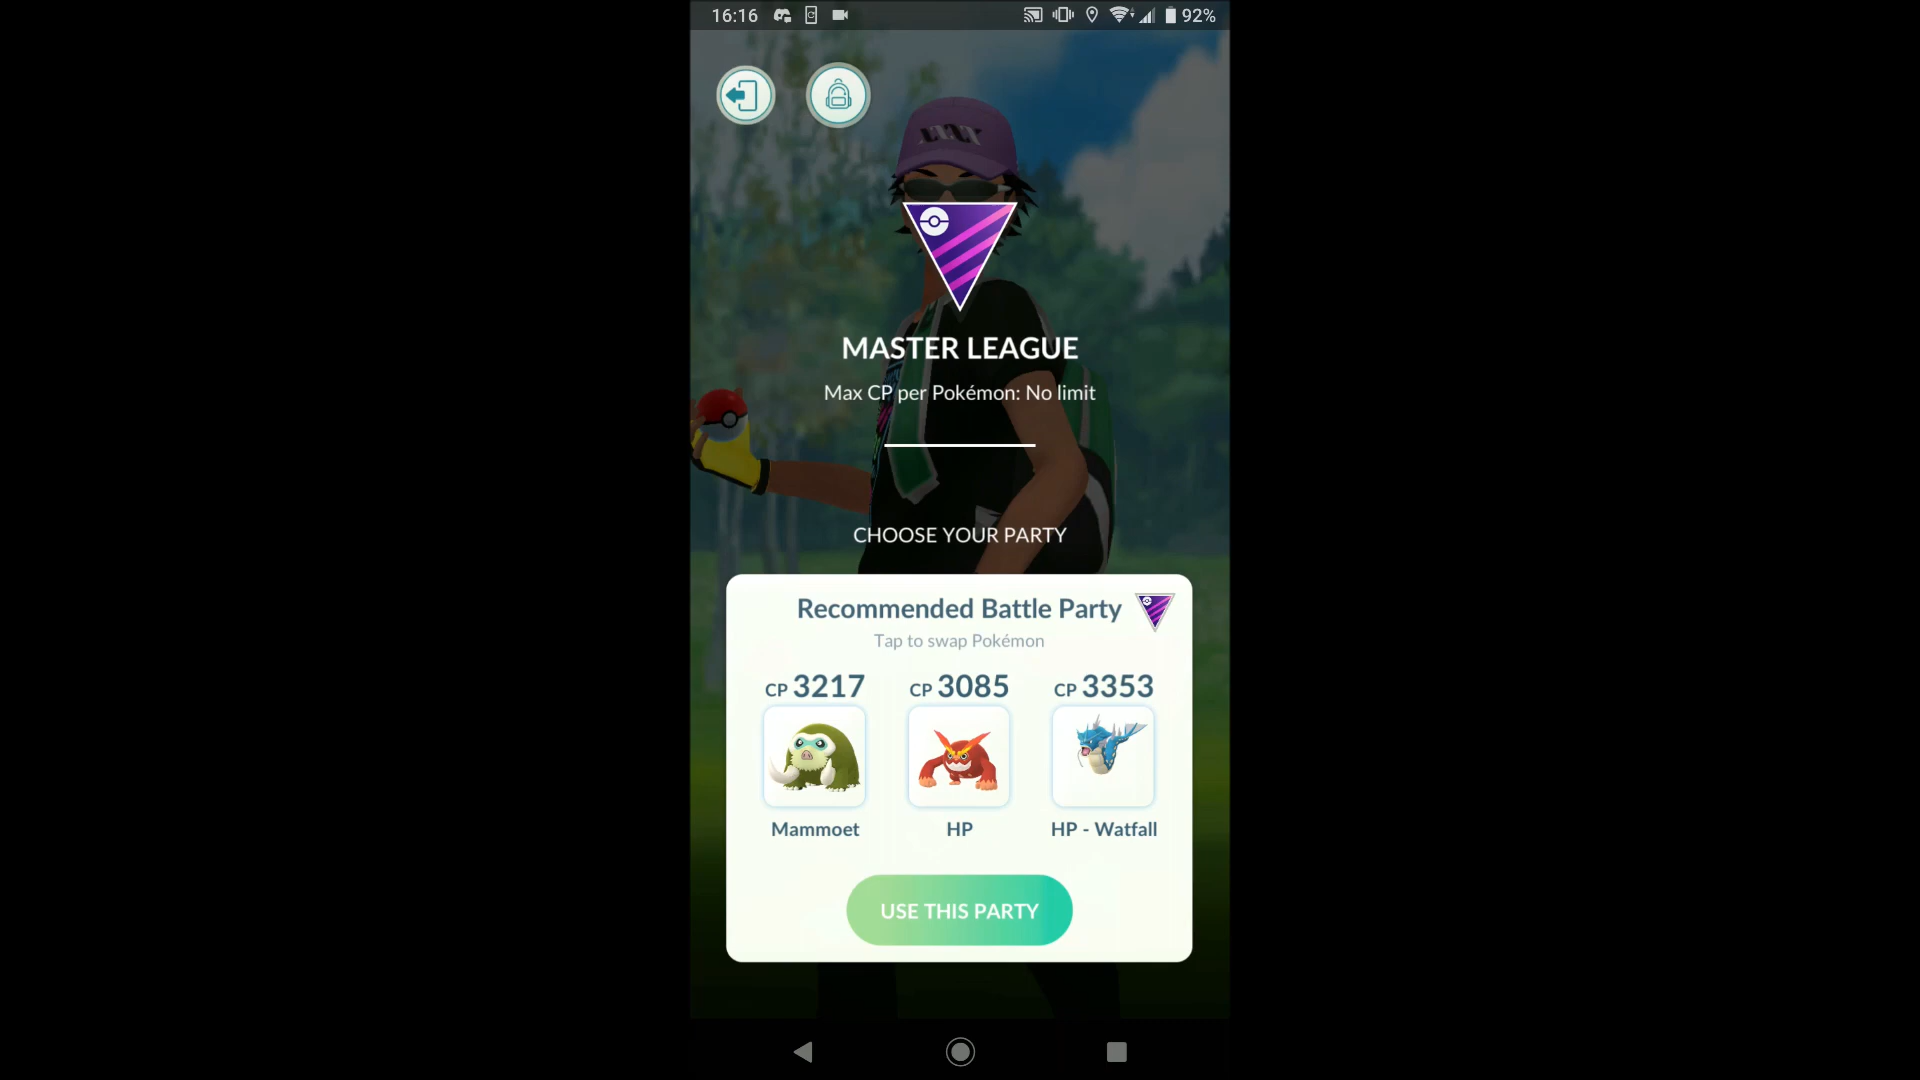 16:16
92%
MASTER LEAGUE
Max CP per Pokémon: No limit
CHOOSE YOUR PARTY
Recommended Battle Party
Tap to swap Pokémon
CP 3217 CP 3085 CP 3353
Mammoet HP HP - Watfall
USE THIS PARTY